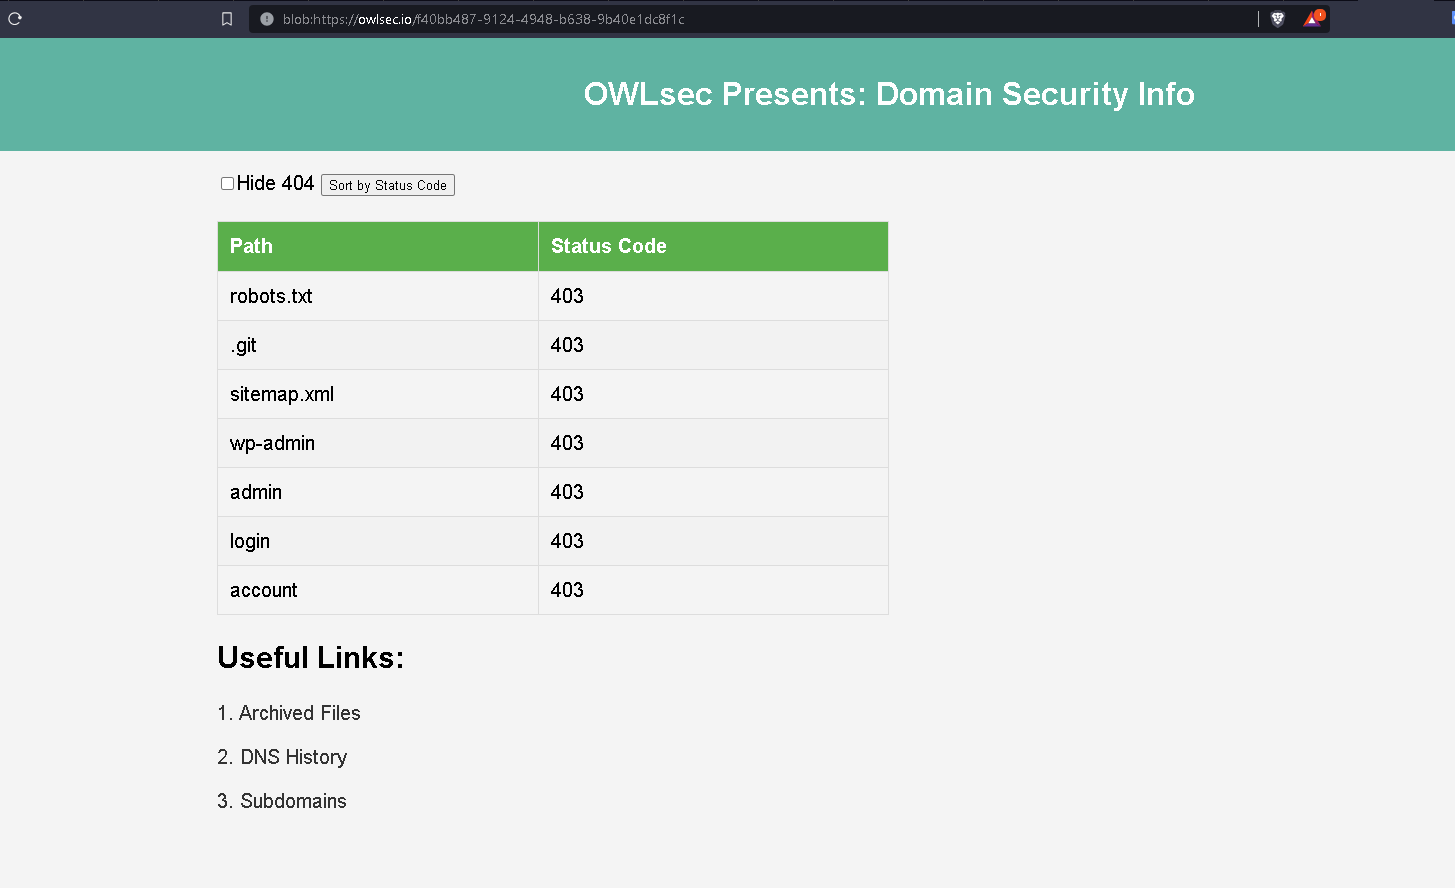 blob:https://owlsec.io/f40bb487-9124-4948-b638-9b40e1dc8f1c
OWLsec Presents: Domain Security Info
Hide 404 Sort by Status Code
Path Status Code
robots.txt 403
.git 403
sitemap.xml 403
wp-admin 403
admin 403
login 403
account 403
Useful Links:
1. Archived Files
2. DNS History
3. Subdomains